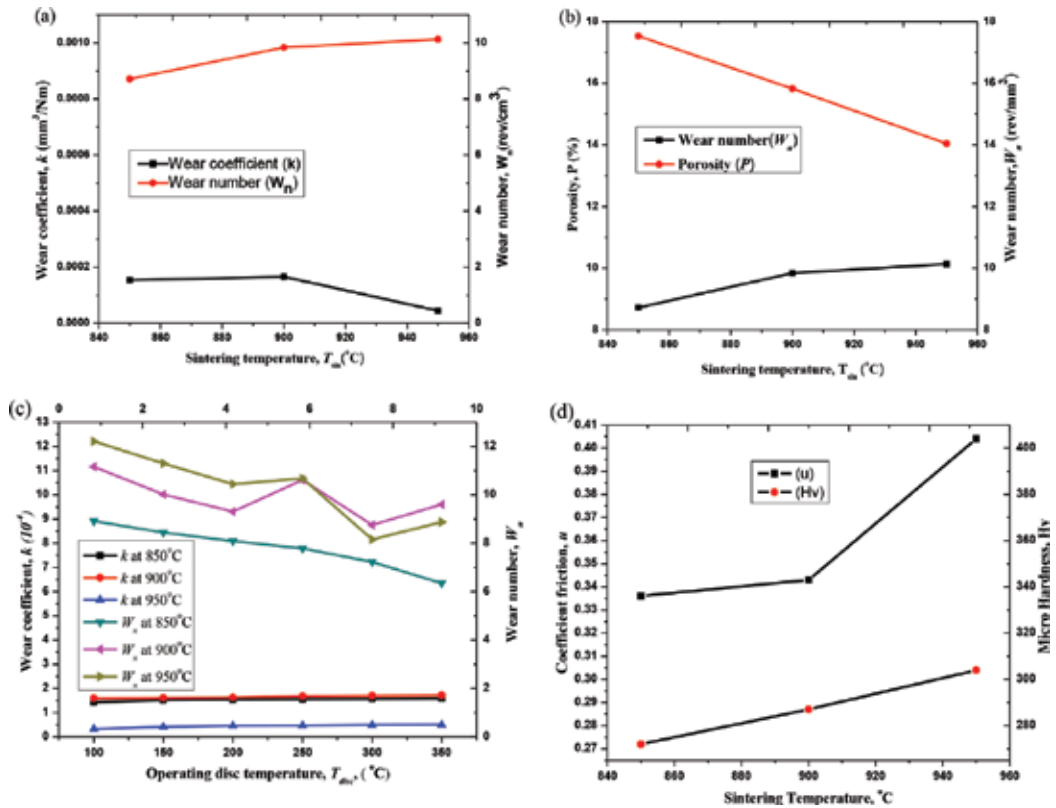 (a)
0.0010
0.0008
0.0006
0.0004
0.0002
0.0000
Wear coefficient, k (mm³/Nm)
Wear coefficient (k)
Wear number (Wn)
10
8
6
4
2
0
Wear number, Wn(rev/cm³)
840 860 880 900 920 940 960
Sintering temperature, Tsin(°C)
(b)
18
16
14
12
10
8
Porosity, P (%)
Wear number(Wn)
Porosity (P)
18
16
14
12
10
8
Wear number,Wn (rev/mm³)
840 860 880 900 920 940 960
Sintering temperature, Tsin (°C)
(c)
0 2 4 6 8 10
13
12
11
10
9
8
7
6
5
4
3
2
1
0
Wear coefficient, k (10⁻⁴)
k at 850°C
k at 900°C
k at 950°C
Wn at 850°C
Wn at 900°C
Wn at 950°C
12
10
8
6
4
2
0
Wear number, Wn
100 150 200 250 300 350
Operating disc temperature, Tdisc, (°C)
(d)
0.41
0.40
0.39
0.38
0.37
0.36
0.35
0.34
0.33
0.32
0.31
0.30
0.29
0.28
0.27
Coefficient friction, u
(u)
(Hv)
400
380
360
340
320
300
280
Micro Hardness, Hv
840 860 880 900 920 940 960
Sintering Temperature, °C